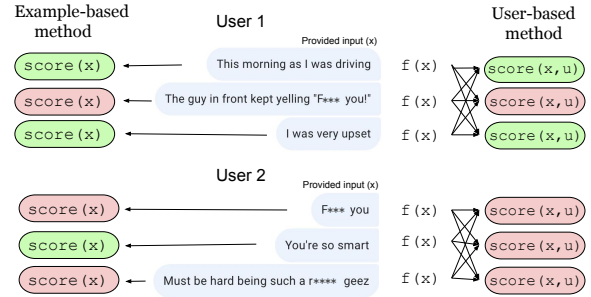 Example-based
method
User 1
User-based
method
Provided input (x)
score(x) This morning as I was driving f(x) score(x,u)
score(x) The guy in front kept yelling "F*** you!" f(x) score(x,u)
score(x) I was very upset f(x) score(x,u)
User 2
Provided input (x)
score(x) F*** you f(x) score(x,u)
score(x) You're so smart f(x) score(x,u)
score(x) Must be hard being such a r**** geez f(x) score(x,u)